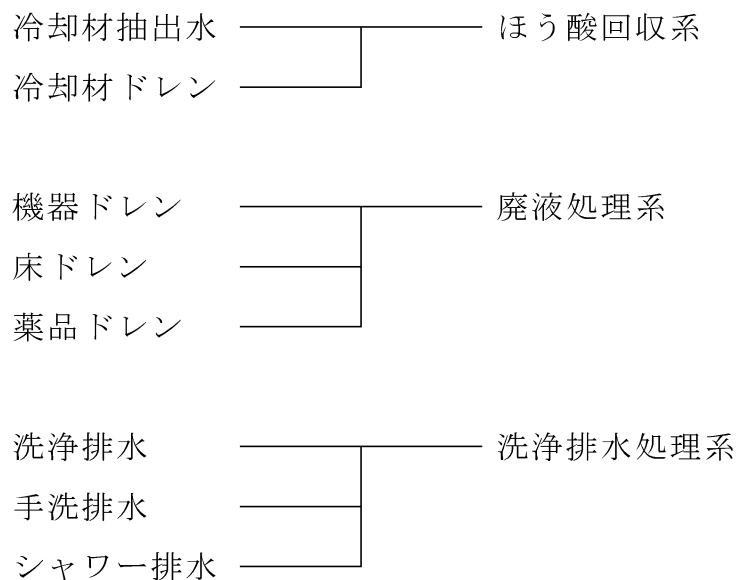 冷却材抽出水 ほう酸回収系
冷却材ドレン
機器ドレン 廃液処理系
床ドレン
薬品ドレン
洗浄排水 洗浄排水処理系
手洗排水
シャワー排水